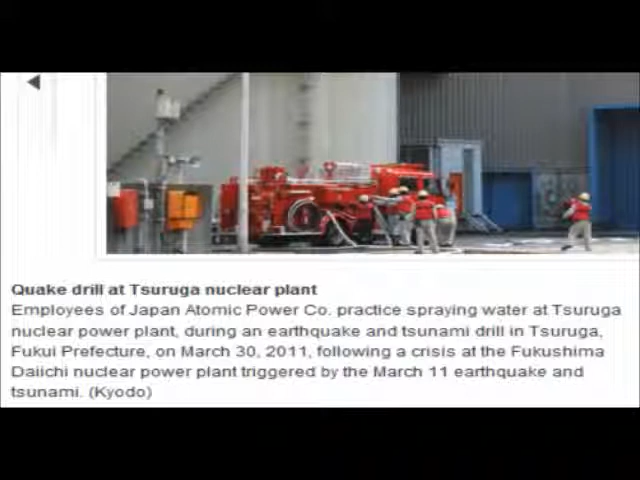 Quake drill at Tsuruga nuclear plant
Employees of Japan Atomic Power Co. practice spraying water at Tsuruga
nuclear power plant, during an earthquake and tsunami drill in Tsuruga,
Fukui Prefecture, on March 30, 2011, following a crisis at the Fukushima
Daiichi nuclear power plant triggered by the March 11 earthquake and
tsunami. (Kyodo)